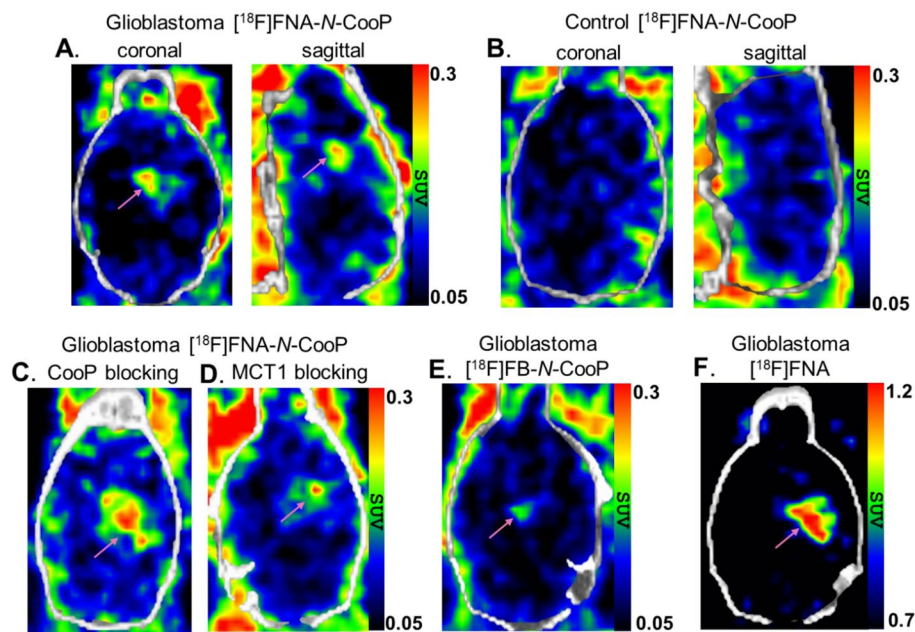 Glioblastoma [¹⁸F]FNA-N-CooP
A. coronal sagittal
0.3
SUV
0.05
Control [¹⁸F]FNA-N-CooP
B. coronal sagittal
0.3
SUV
0.05
Glioblastoma [¹⁸F]FNA-N-CooP
C. CooP blocking
D. MCT1 blocking
0.3
SUV
0.05
Glioblastoma
E. [¹⁸F]FB-N-CooP
0.3
SUV
0.05
Glioblastoma
F. [¹⁸F]FNA
1.2
SUV
0.7